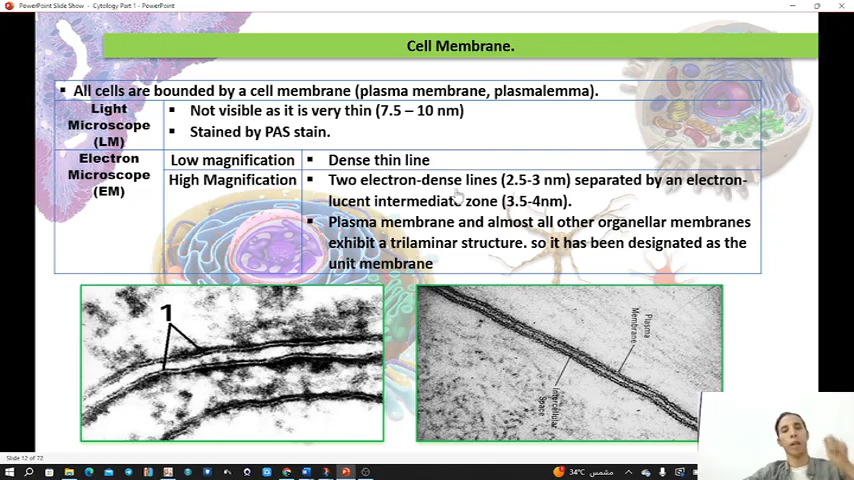 PowerPoint Slide Show - Cytology Part 1 - PowerPoint
Cell Membrane.
▪ All cells are bounded by a cell membrane (plasma membrane, plasmalemma).
Light
Microscope
(LM)
▪ Not visible as it is very thin (7.5 – 10 nm)
▪ Stained by PAS stain.
Electron
Microscope
(EM)
Low magnification
▪ Dense thin line
High Magnification
▪ Two electron-dense lines (2.5-3 nm) separated by an electron-
lucent intermediate zone (3.5-4nm).
▪ Plasma membrane and almost all other organellar membranes
exhibit a trilaminar structure. so it has been designated as the
unit membrane
1
Plasma
Membrane
Intercellular
Space
Slide 12 of 72
34°C مشمس